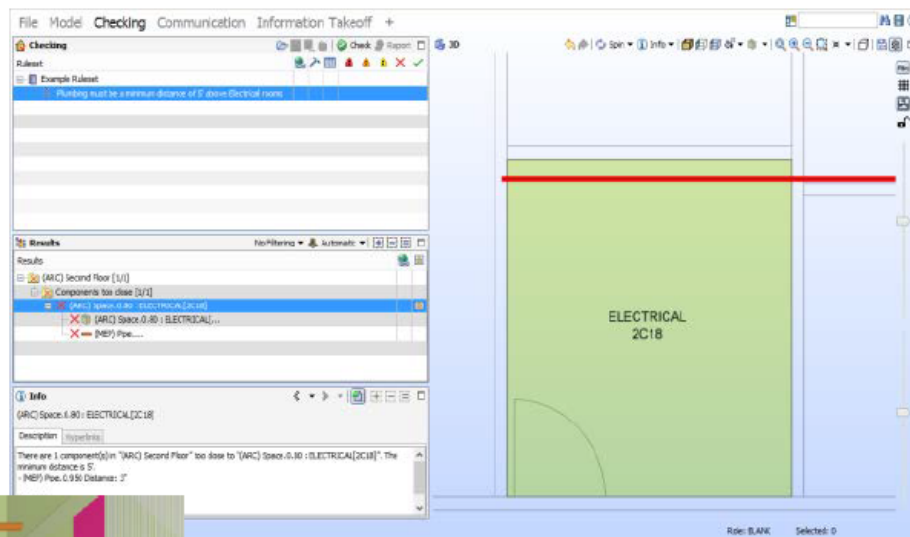 File Model Checking Communication Information Takeoff +
Checking
Check Report
3D
Spin Info
Ruleset
Example Ruleset
Plumbing must be a minimum distance of 5' above Electrical rooms
Results
No Filtering Automatic
Results
(ARC) Second Floor [1/1]
Components too close [1/1]
(ARC) Space.0.80 : ELECTRICAL[2C18]
(ARC) Space.0.80 : ELECTRICAL[...
(MEP) Pipe....
ELECTRICAL
2C18
Info
(ARC) Space.0.80 : ELECTRICAL[2C18]
Description Hyperlinks
There are 1 component(s) in "(ARC) Second Floor" too close to "(ARC) Space.0.80 : ELECTRICAL[2C18]". The
minimum distance is 5'.
- (MEP) Pipe.0.950 Distance:
Role: BLANK Selected: 0